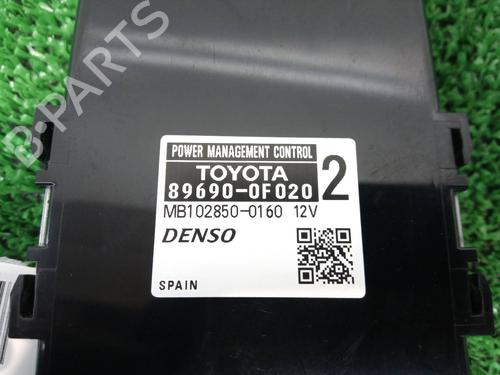 B-PARTS
POWER MANAGEMENT CONTROL
TOYOTA
89690-0F020
2
MB102850-0160 12V
DENSO
SPAIN